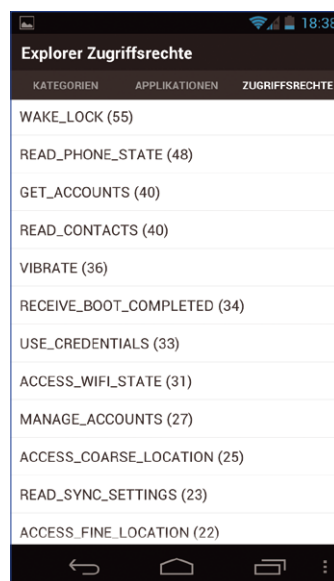 18:38
Explorer Zugriffsrechte
KATEGORIEN APPLIKATIONEN ZUGRIFFSRECHTE
WAKE_LOCK (55)
READ_PHONE_STATE (48)
GET_ACCOUNTS (40)
READ_CONTACTS (40)
VIBRATE (36)
RECEIVE_BOOT_COMPLETED (34)
USE_CREDENTIALS (33)
ACCESS_WIFI_STATE (31)
MANAGE_ACCOUNTS (27)
ACCESS_COARSE_LOCATION (25)
READ_SYNC_SETTINGS (23)
ACCESS_FINE_LOCATION (22)